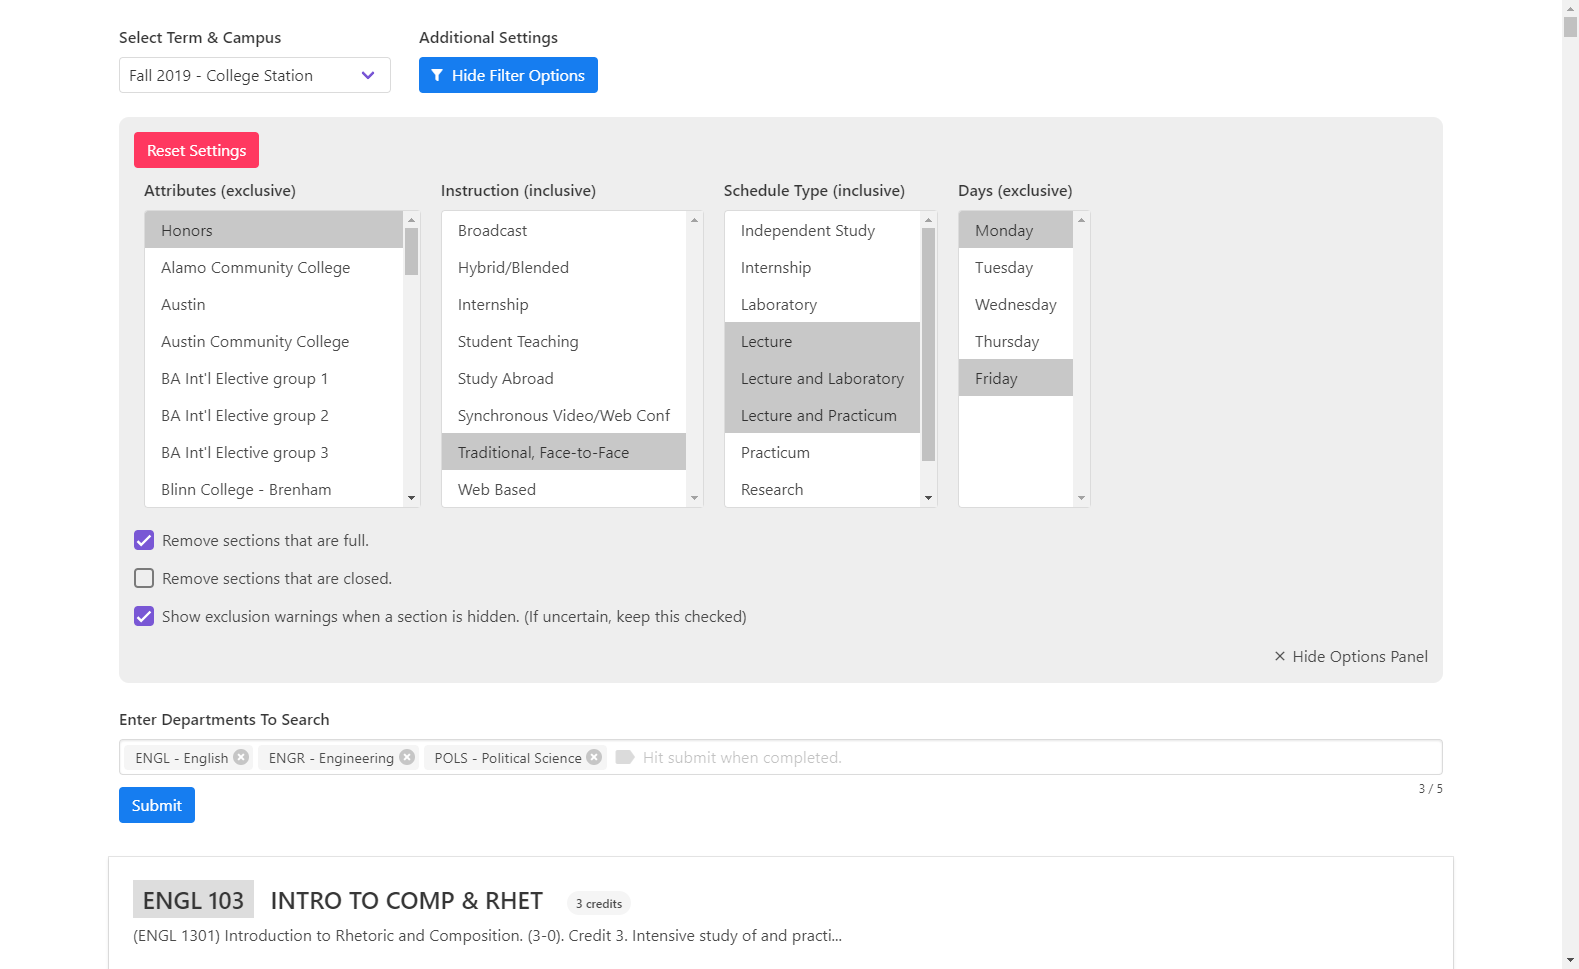 Select Term & Campus
Additional Settings
Fall 2019 - College Station
Hide Filter Options
Reset Settings
Attributes (exclusive)
Honors
Alamo Community College
Austin
Austin Community College
BA Int'l Elective group 1
BA Int'l Elective group 2
BA Int'l Elective group 3
Blinn College - Brenham
Instruction (inclusive)
Broadcast
Hybrid/Blended
Internship
Student Teaching
Study Abroad
Synchronous Video/Web Conf
Traditional, Face-to-Face
Web Based
Schedule Type (inclusive)
Independent Study
Internship
Laboratory
Lecture
Lecture and Laboratory
Lecture and Practicum
Practicum
Research
Days (exclusive)
Monday
Tuesday
Wednesday
Thursday
Friday
Remove sections that are full.
Remove sections that are closed.
Show exclusion warnings when a section is hidden. (If uncertain, keep this checked)
Hide Options Panel
Enter Departments To Search
ENGL - English
ENGR - Engineering
POLS - Political Science
Hit submit when completed.
3 / 5
Submit
ENGL 103 INTRO TO COMP & RHET 3 credits
(ENGL 1301) Introduction to Rhetoric and Composition. (3-0). Credit 3. Intensive study of and practi...